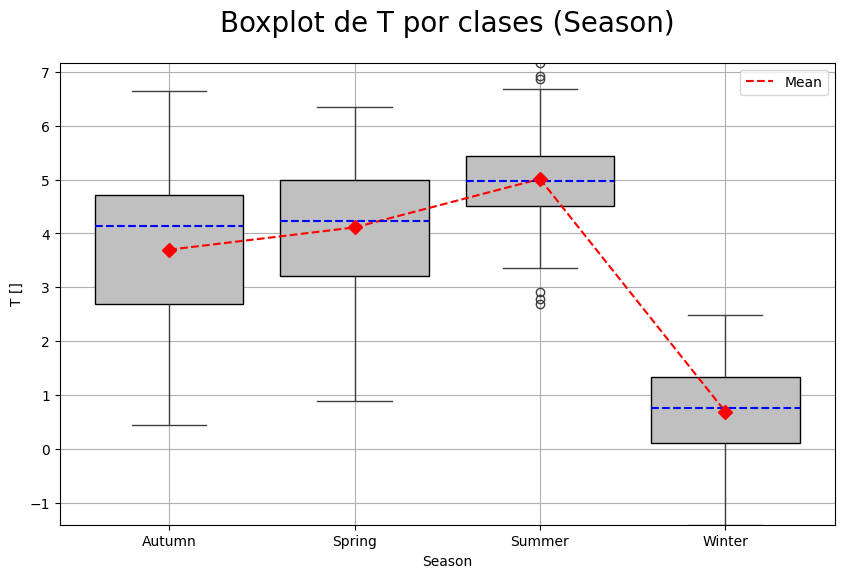 Boxplot de T por clases (Season)
7
6
5
4
3
2
1
0
−1
T []
Mean
Autumn
Spring
Summer
Winter
Season